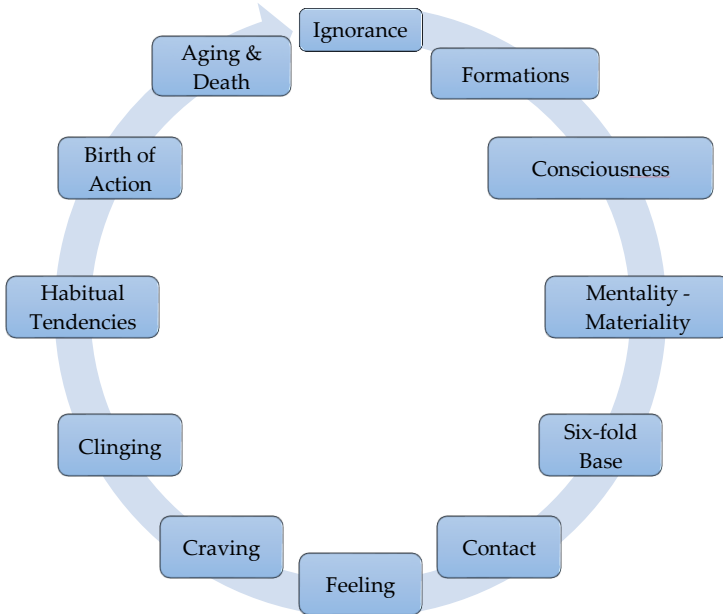 Ignorance
Formations
Consciousness
Mentality -
Materiality
Six-fold
Base
Contact
Feeling
Craving
Clinging
Habitual
Tendencies
Birth of
Action
Aging &
Death